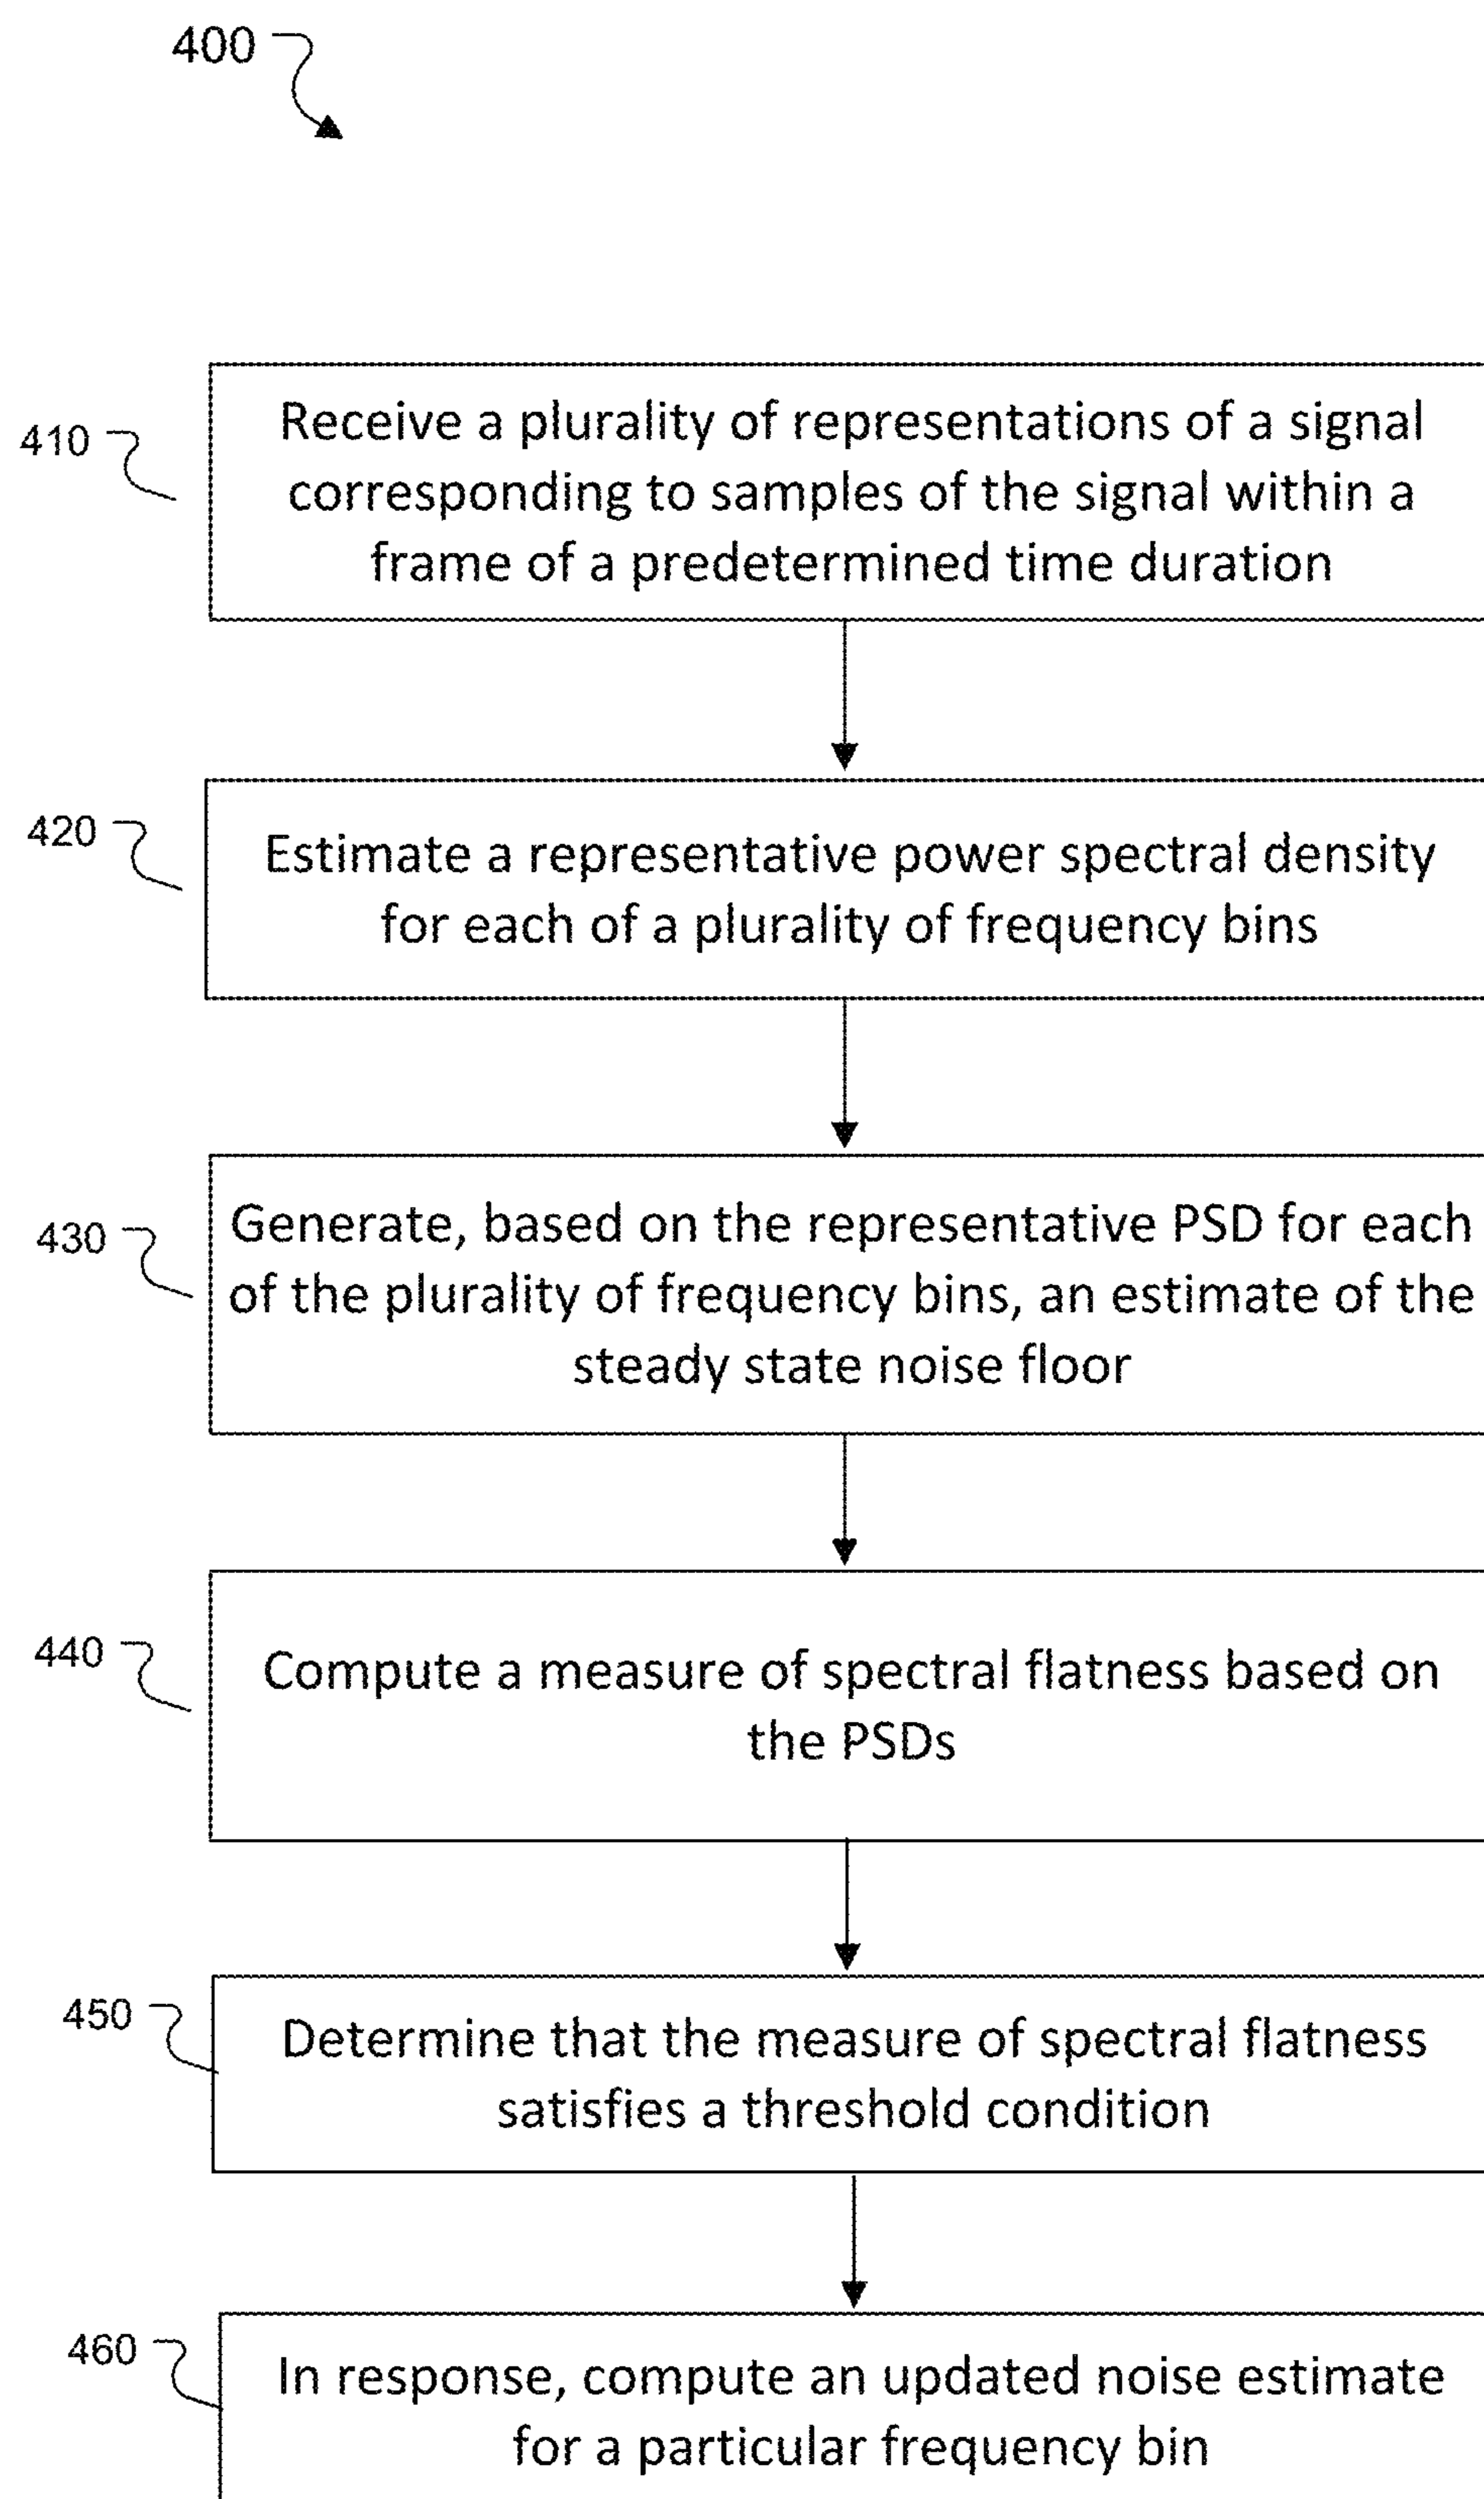 400
410
Receive a plurality of representations of a signal
corresponding to samples of the signal within a
frame of a predetermined time duration
420
Estimate a representative power spectral density
for each of a plurality of frequency bins
430
Generate, based on the representative PSD for each
of the plurality of frequency bins, an estimate of the
steady state noise floor
440
Compute a measure of spectral flatness based on
the PSDs
450
Determine that the measure of spectral flatness
satisfies a threshold condition
460
In response, compute an updated noise estimate
for a particular frequency bin